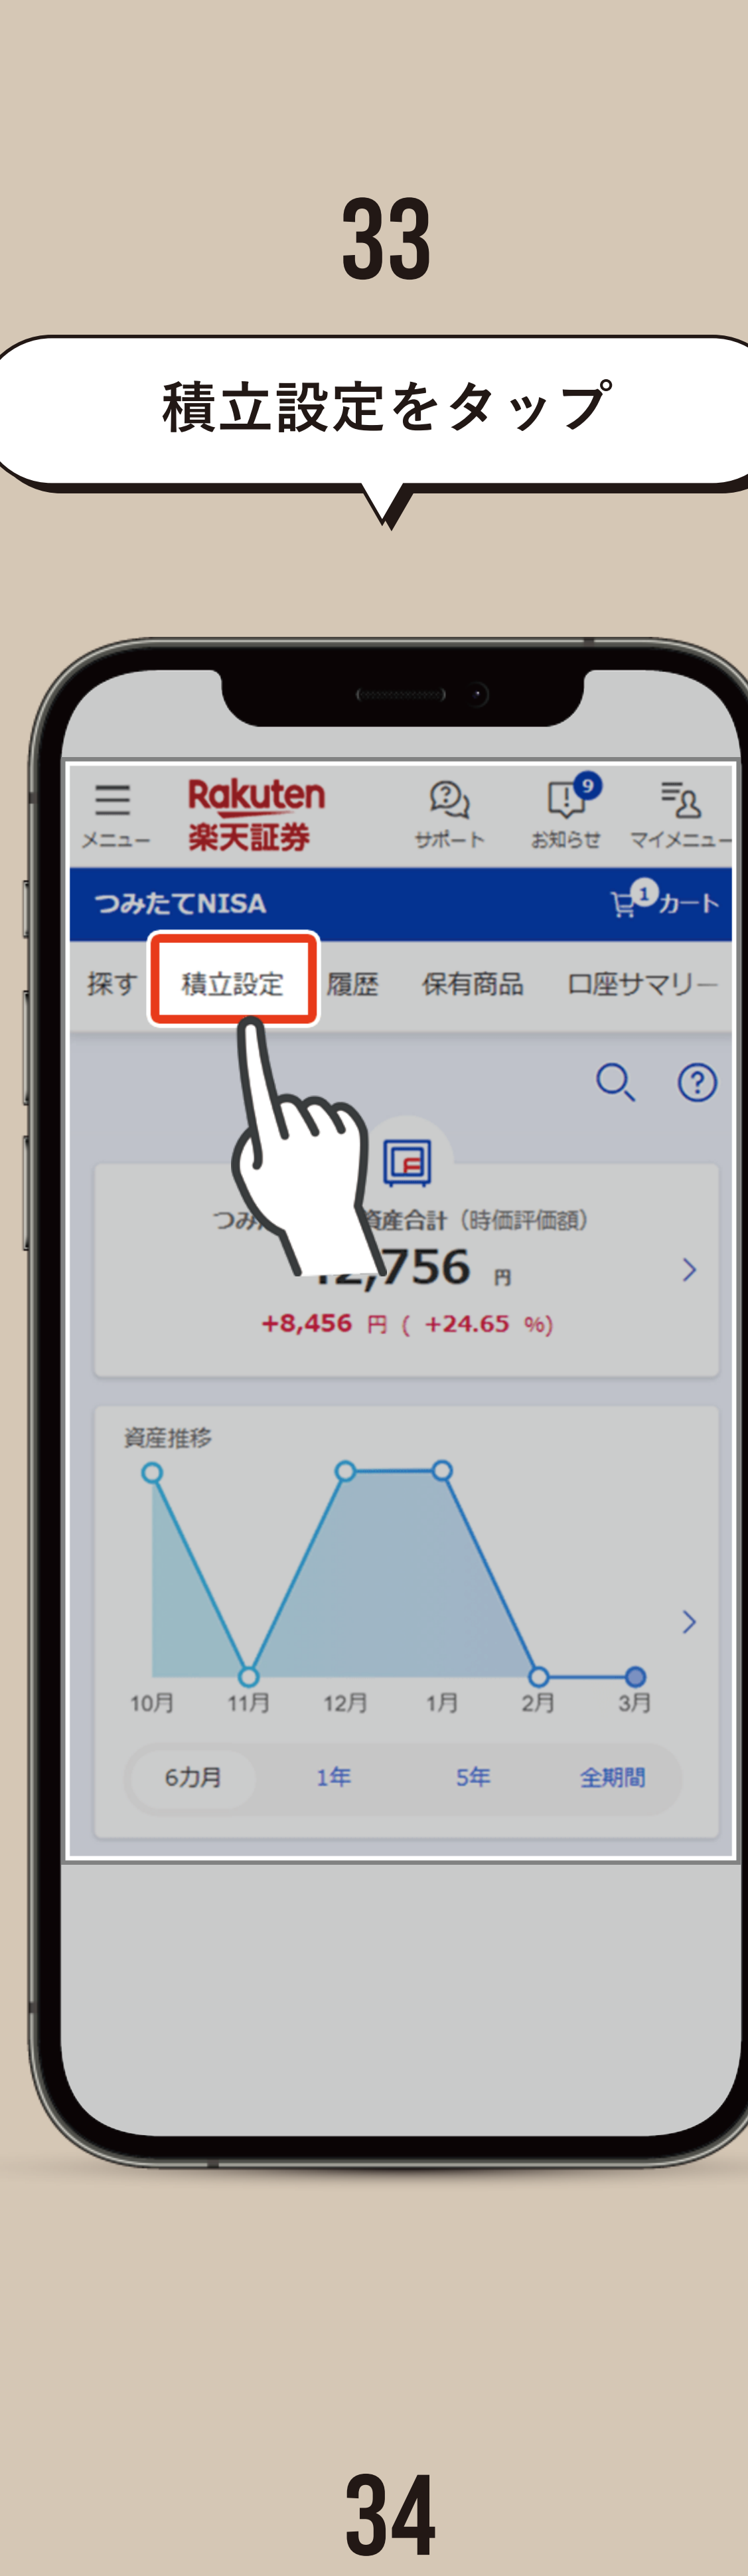 33
積立設定をタップ
Rakuten
楽天証券
メニュー
サポート
9
お知らせ
マイメニュー
つみたてNISA
1
カート
探す 積立設定 履歴 保有商品 口座サマリー
資産合計（時価評価額）
,756 円
+8,456 円 ( +24.65 %)
資産推移
10月 11月 12月 1月 2月 3月
6カ月 1年 5年 全期間
34